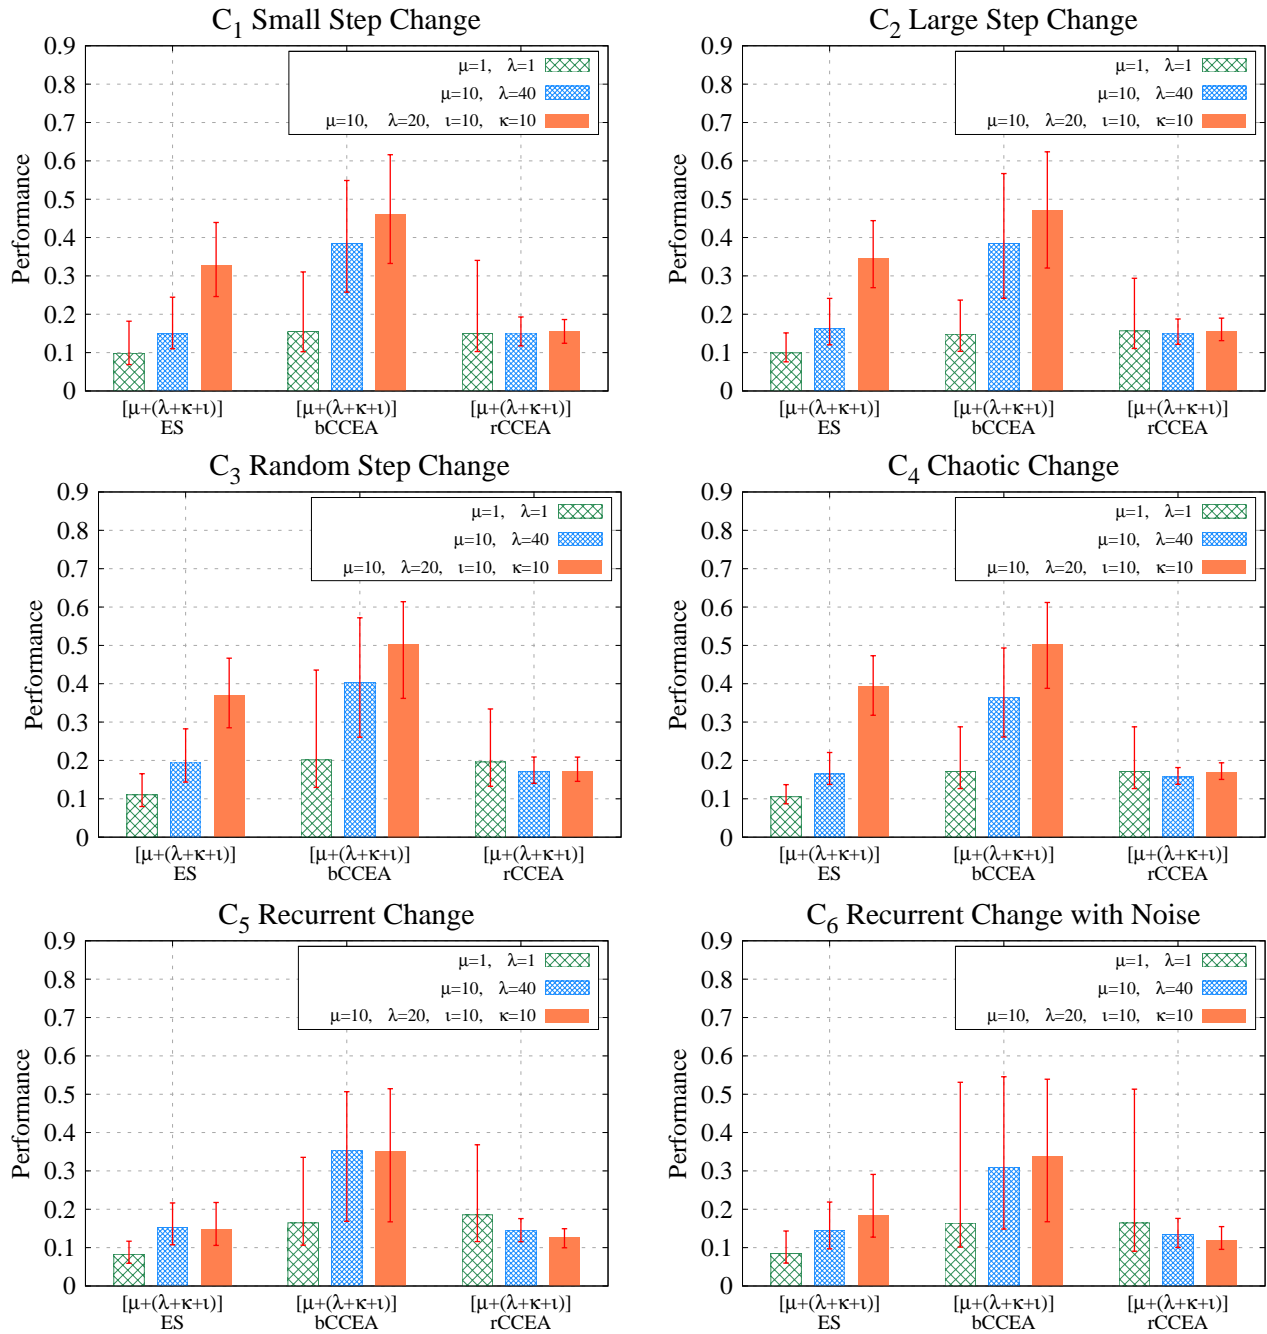 C₁ Small Step Change
Performance
0.9
0.8
0.7
0.6
0.5
0.4
0.3
0.2
0.1
0
μ=1, λ=1
μ=10, λ=40
μ=10, λ=20, ι=10, κ=10
[μ+(λ+κ+ι)] [μ+(λ+κ+ι)] [μ+(λ+κ+ι)]
ES bCCEA rCCEA
C₂ Large Step Change
Performance
0.9
0.8
0.7
0.6
0.5
0.4
0.3
0.2
0.1
0
μ=1, λ=1
μ=10, λ=40
μ=10, λ=20, ι=10, κ=10
[μ+(λ+κ+ι)] [μ+(λ+κ+ι)] [μ+(λ+κ+ι)]
ES bCCEA rCCEA
C₃ Random Step Change
Performance
0.9
0.8
0.7
0.6
0.5
0.4
0.3
0.2
0.1
0
μ=1, λ=1
μ=10, λ=40
μ=10, λ=20, ι=10, κ=10
[μ+(λ+κ+ι)] [μ+(λ+κ+ι)] [μ+(λ+κ+ι)]
ES bCCEA rCCEA
C₄ Chaotic Change
Performance
0.9
0.8
0.7
0.6
0.5
0.4
0.3
0.2
0.1
0
μ=1, λ=1
μ=10, λ=40
μ=10, λ=20, ι=10, κ=10
[μ+(λ+κ+ι)] [μ+(λ+κ+ι)] [μ+(λ+κ+ι)]
ES bCCEA rCCEA
C₅ Recurrent Change
Performance
0.9
0.8
0.7
0.6
0.5
0.4
0.3
0.2
0.1
0
μ=1, λ=1
μ=10, λ=40
μ=10, λ=20, ι=10, κ=10
[μ+(λ+κ+ι)] [μ+(λ+κ+ι)] [μ+(λ+κ+ι)]
ES bCCEA rCCEA
C₆ Recurrent Change with Noise
Performance
0.9
0.8
0.7
0.6
0.5
0.4
0.3
0.2
0.1
0
μ=1, λ=1
μ=10, λ=40
μ=10, λ=20, ι=10, κ=10
[μ+(λ+κ+ι)] [μ+(λ+κ+ι)] [μ+(λ+κ+ι)]
ES bCCEA rCCEA